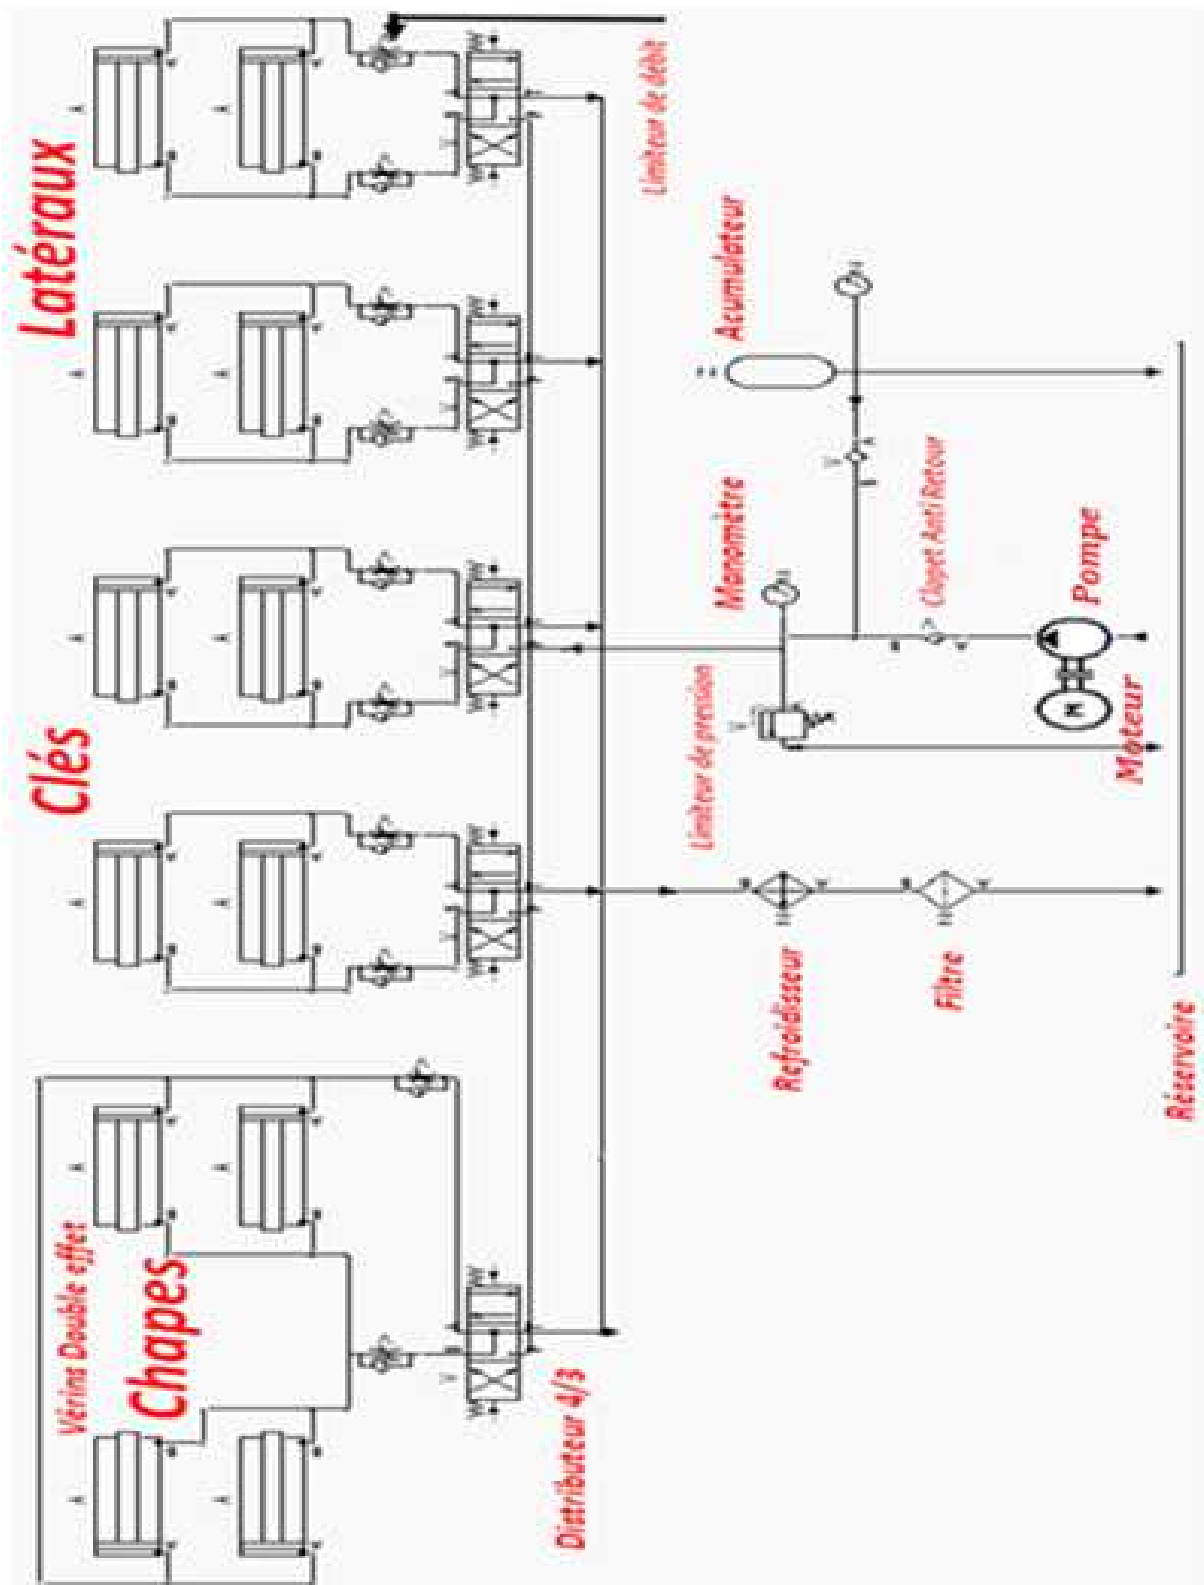 Vérins Double effet
Chapes
Clés
Latéraux
Distributeur 4/3
Limiteur de débit
Limiteur de pression
Manomètre
Acumulateur
Refroidisseur
Filtre
Clapet Anti Retour
Moteur
M
Pompe
Réservoire